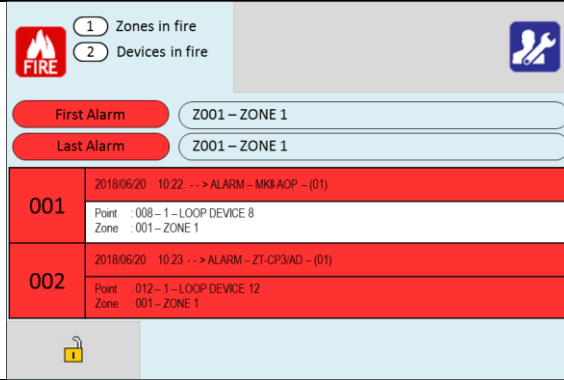 FIRE
1 Zones in fire
2 Devices in fire
First Alarm Z001 – ZONE 1
Last Alarm Z001 – ZONE 1
001
2018/06/20 10:22 - - > ALARM – MKII-AOP – (01)
Point : 008 – 1 – LOOP DEVICE 8
Zone : 001 – ZONE 1
002
2018/06/20 10:23 - - > ALARM – ZT-CP3/AD – (01)
Point : 012 – 1 – LOOP DEVICE 12
Zone : 001 – ZONE 1